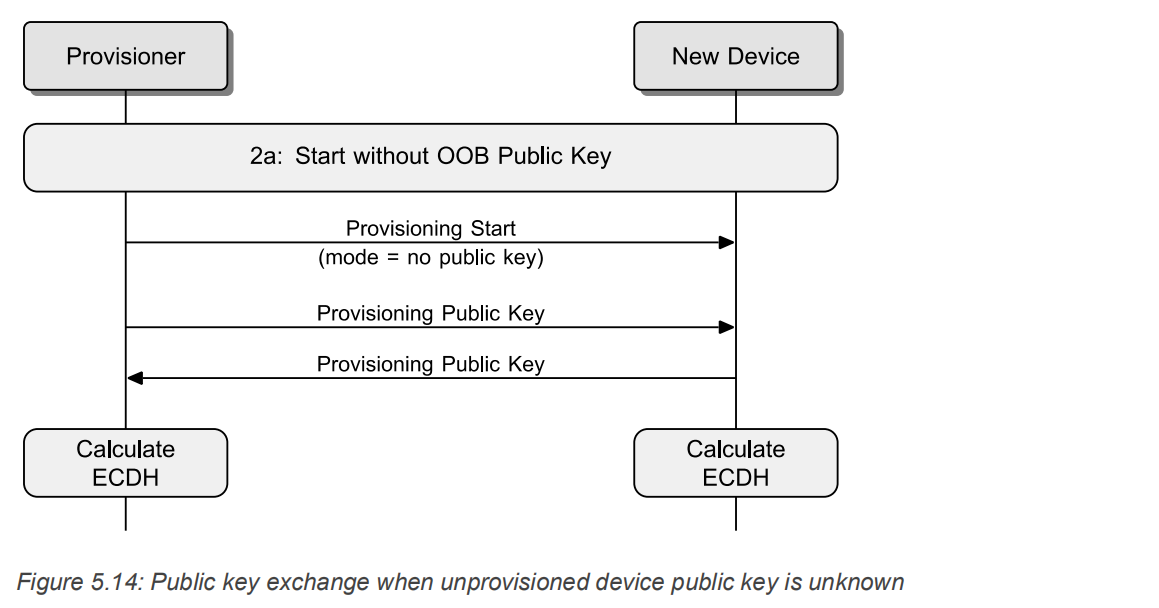 Provisioner
New Device
2a: Start without OOB Public Key
Provisioning Start
(mode = no public key)
Provisioning Public Key
Provisioning Public Key
Calculate
ECDH
Calculate
ECDH
Figure 5.14: Public key exchange when unprovisioned device public key is unknown